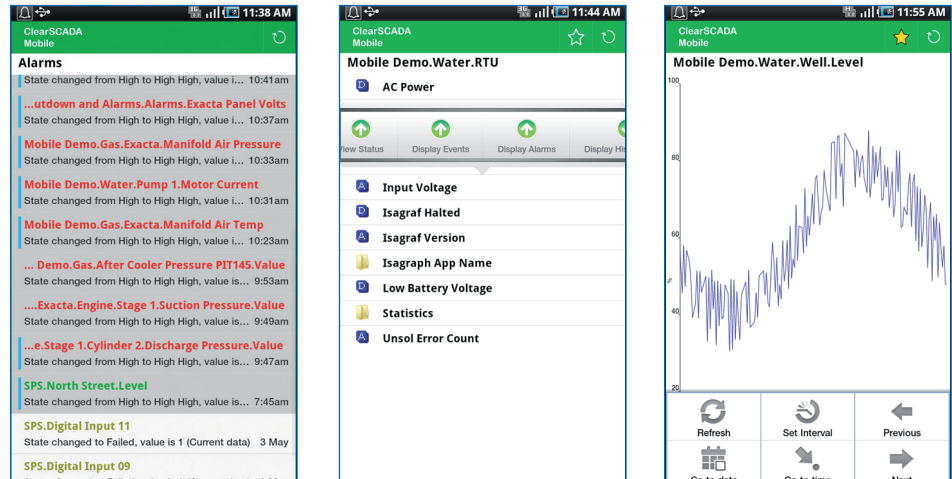 11:38 AM
ClearSCADA
Mobile
Alarms
State changed from High to High High, value i... 10:41am
...utdown and Alarms.Alarms.Exacta Panel Volts
State changed from High to High High, value i... 10:37am
Mobile Demo.Gas.Exacta.Manifold Air Pressure
State changed from High to High High, value i... 10:33am
Mobile Demo.Water.Pump 1.Motor Current
State changed from High to High High, value i... 10:31am
Mobile Demo.Gas.Exacta.Manifold Air Temp
State changed from High to High High, value i... 10:23am
... Demo.Gas.After Cooler Pressure PIT145.Value
State changed from High to High High, value is... 9:53am
....Exacta.Engine.Stage 1.Suction Pressure.Value
State changed from High to High High, value is... 9:49am
...e.Stage 1.Cylinder 2.Discharge Pressure.Value
State changed from High to High High, value is... 9:47am
SPS.North Street.Level
State changed from High to High High, value is... 7:45am
SPS.Digital Input 11
State changed to Failed, value is 1 (Current data) 3 May
SPS.Digital Input 09
3G 11:44 AM
ClearSCADA
Mobile
Mobile Demo.Water.RTU
D AC Power
iew Status Display Events Display Alarms Display His
A Input Voltage
D Isagraf Halted
A Isagraf Version
Isagraph App Name
D Low Battery Voltage
Statistics
A Unsol Error Count
H 11:55 AM
ClearSCADA
Mobile
Mobile Demo.Water.Well.Level
100
80
60
%
40
20
Refresh Set Interval Previous
Go to date Go to time Next